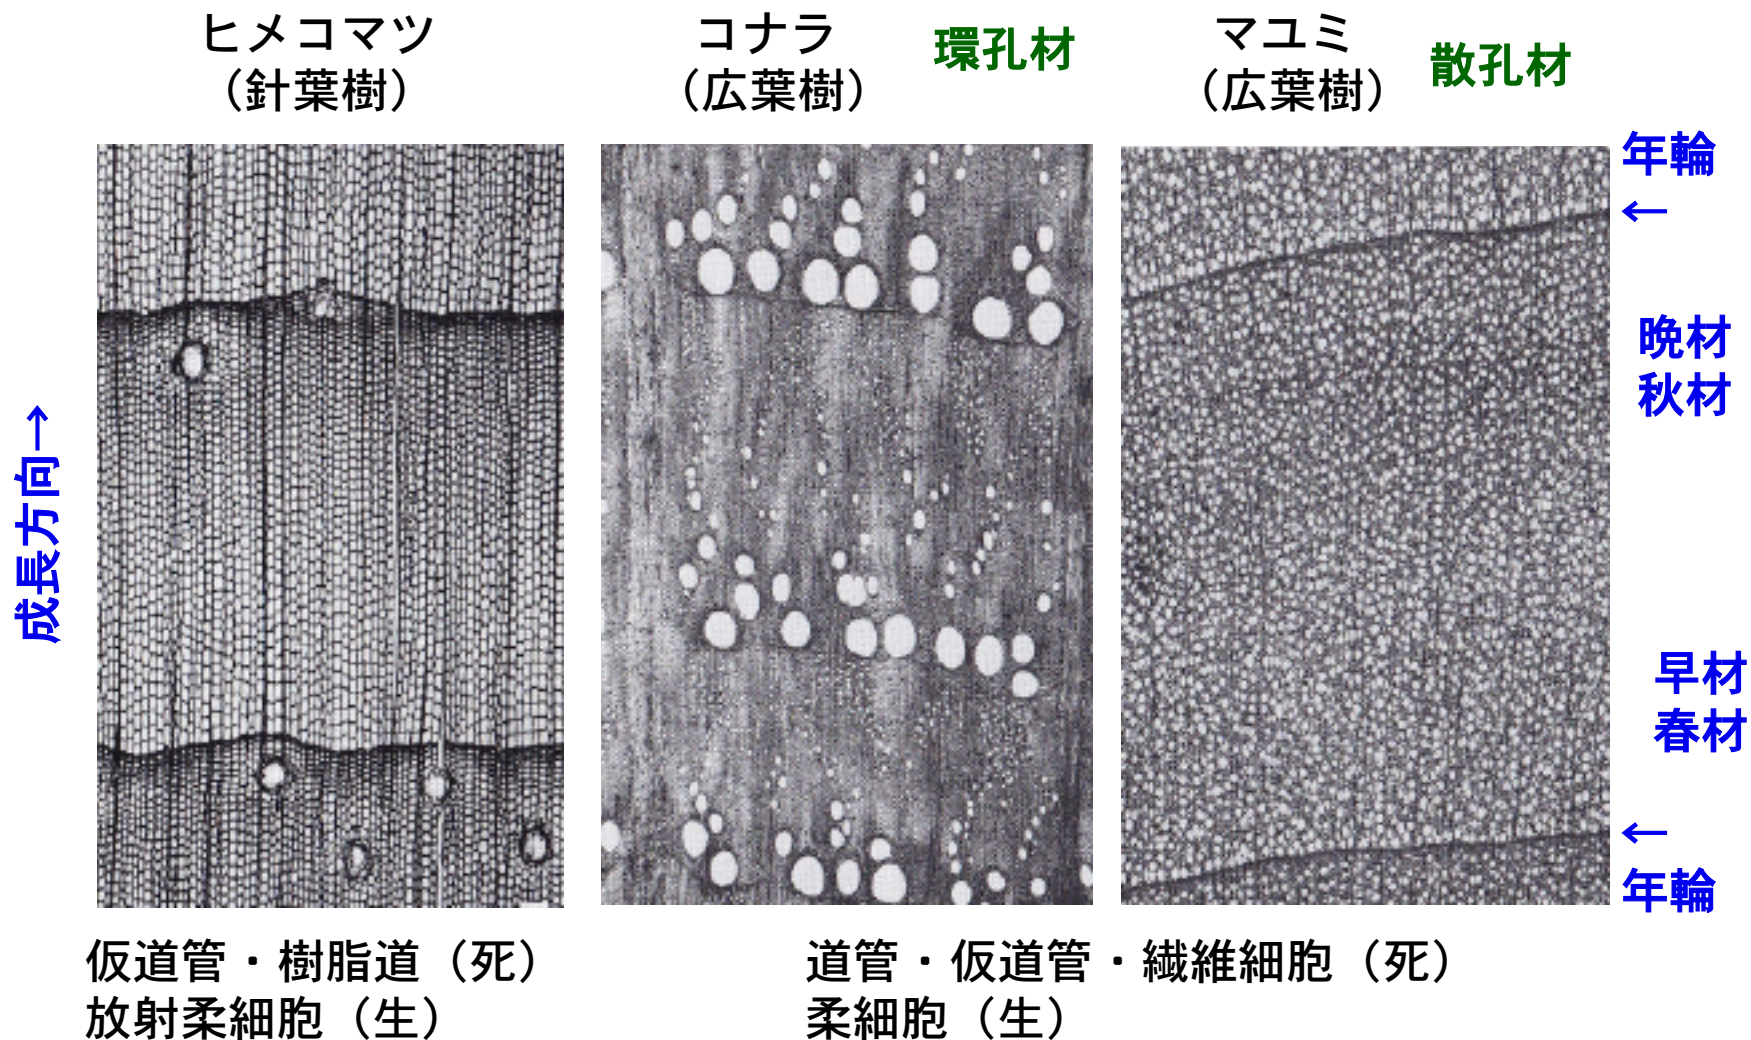 ヒメコマツ
（針葉樹）
コナラ
（広葉樹）
環孔材
マユミ
（広葉樹）
散孔材
年輪
←
晩材
秋材
成長方向→
早材
春材
←
年輪
仮道管・樹脂道（死）
放射柔細胞（生）
道管・仮道管・繊維細胞（死）
柔細胞（生）